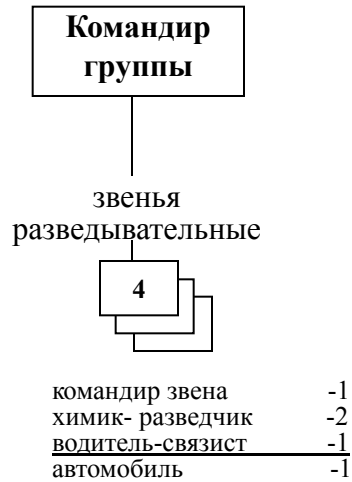 Командир
группы
звенья
разведывательные
4
командир звена -1
химик- разведчик -2
водитель-связист -1
автомобиль -1